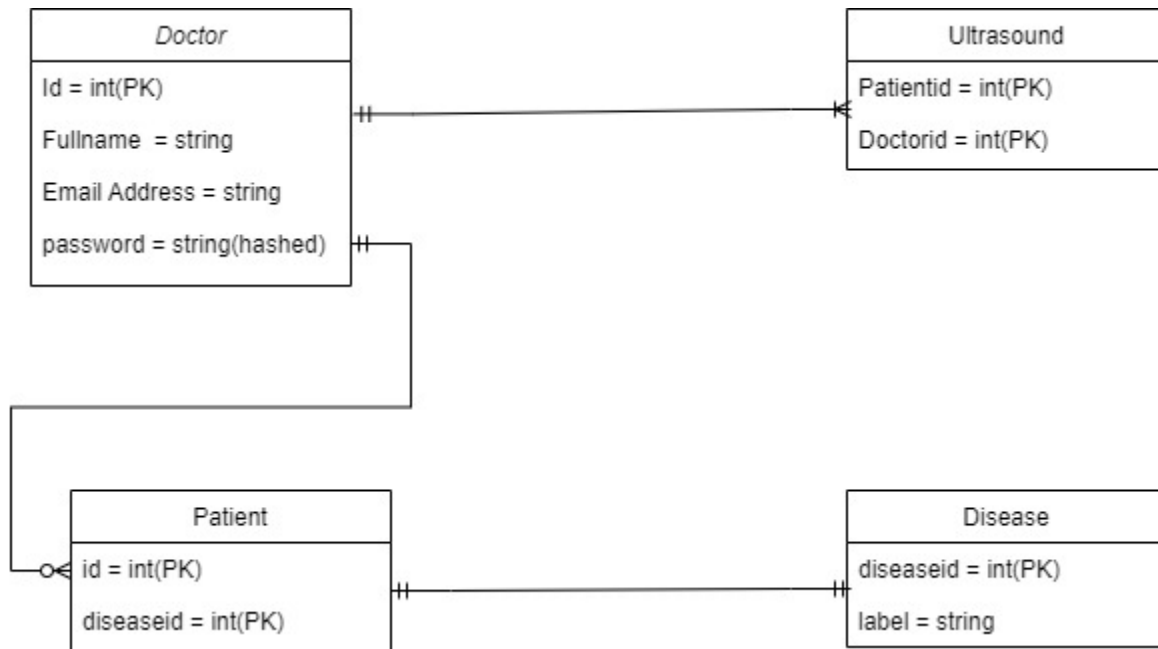 Doctor
Id = int(PK)
Fullname  = string
Email Address = string
password = string(hashed)
Ultrasound
Patientid = int(PK)
Doctorid = int(PK)
Patient
id = int(PK)
diseaseid = int(PK)
Disease
diseaseid = int(PK)
label = string